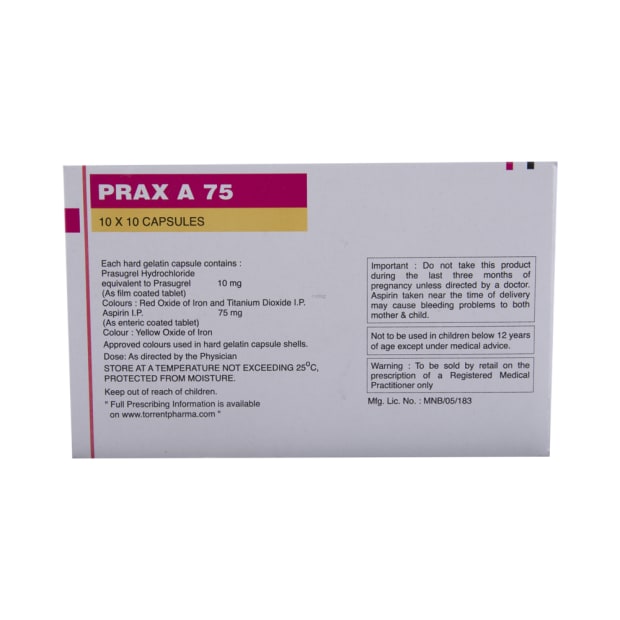 PRAX A 75
10 X 10 CAPSULES
Each hard gelatin capsule contains :
Prasugrel Hydrochloride
equivalent to Prasugrel 10 mg
(As film coated tablet)
Colours : Red Oxide of Iron and Titanium Dioxide I.P.
Aspirin I.P. 75 mg
(As enteric coated tablet)
Colour : Yellow Oxide of Iron
Approved colours used in hard gelatin capsule shells.
Dose: As directed by the Physician
STORE AT A TEMPERATURE NOT EXCEEDING 25⁰C,
PROTECTED FROM MOISTURE.
Keep out of reach of children.
" Full Prescribing Information is available
on www.torrentpharma.com "
Important : Do not take this product
during the last three months of
pregnancy unless directed by a doctor.
Aspirin taken near the time of delivery
may cause bleeding problems to both
mother & child.
Not to be used in children below 12 years
of age except under medical advice.
Warning : To be sold by retail on the
prescription of a Registered Medical
Practitioner only
Mfg. Lic. No. : MNB/05/183